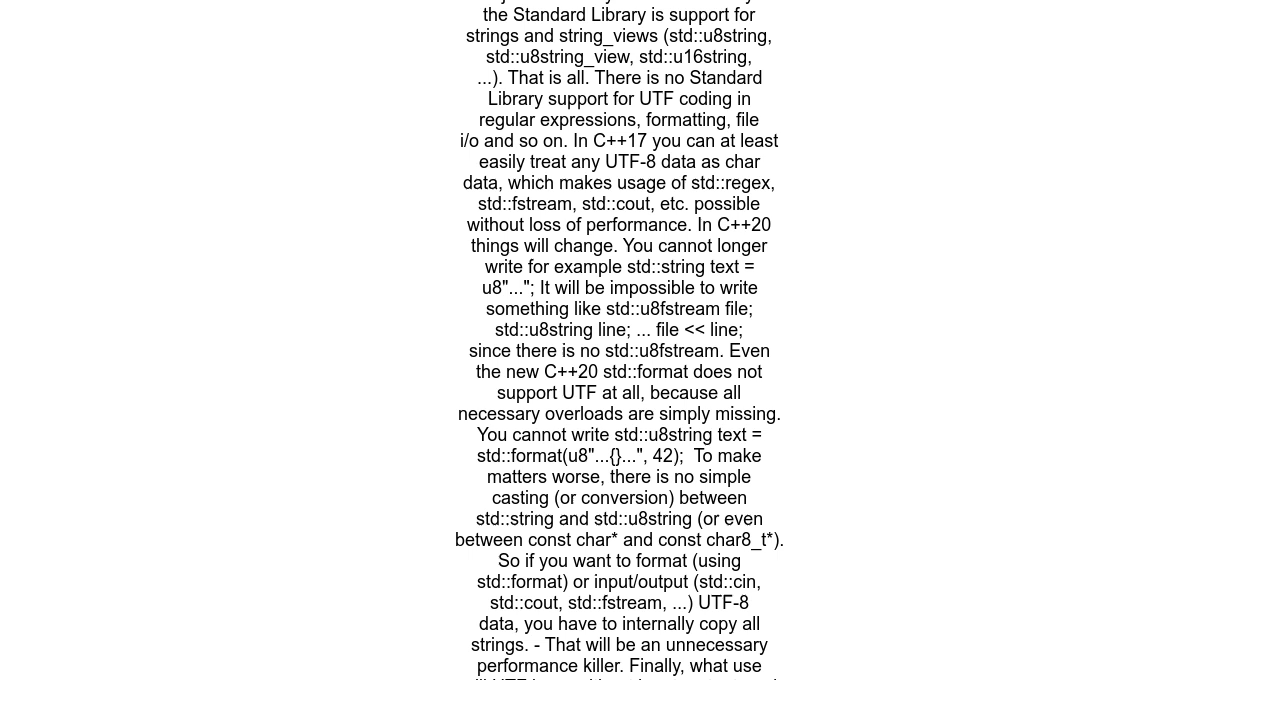 the Standard Library is support for
strings and string_views (std::u8string,
std::u8string_view, std::u16string,
...). That is all. There is no Standard
Library support for UTF coding in
regular expressions, formatting, file
i/o and so on. In C++17 you can at least
easily treat any UTF-8 data as char
data, which makes usage of std::regex,
std::fstream, std::cout, etc. possible
without loss of performance. In C++20
things will change. You cannot longer
write for example std::string text =
u8"..."; It will be impossible to write
something like std::u8fstream file;
std::u8string line; ... file << line;
since there is no std::u8fstream. Even
the new C++20 std::format does not
support UTF at all, because all
necessary overloads are simply missing.
You cannot write std::u8string text =
std::format(u8"...{}...", 42);  To make
matters worse, there is no simple
casting (or conversion) between
std::string and std::u8string (or even
between const char* and const char8_t*).
So if you want to format (using
std::format) or input/output (std::cin,
std::cout, std::fstream, ...) UTF-8
data, you have to internally copy all
strings. - That will be an unnecessary
performance killer. Finally, what use